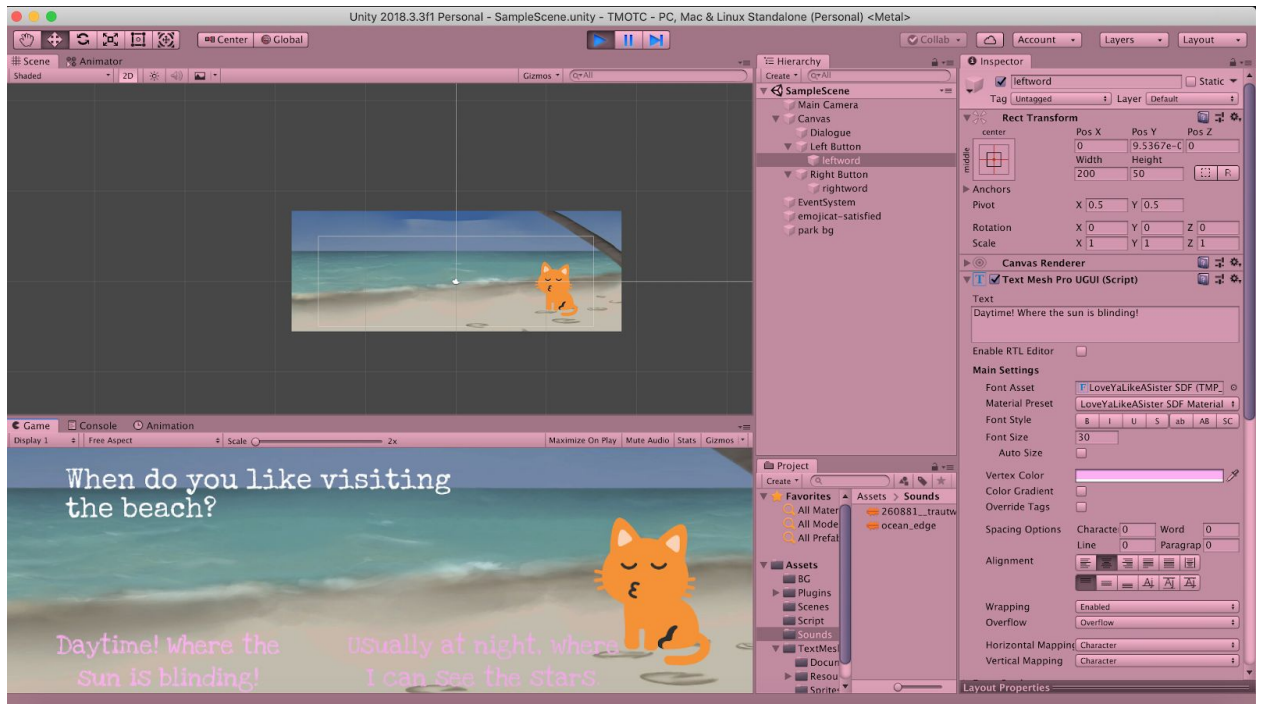 Unity 2018.3.3f1 Personal - SampleScene.unity - TMOTC - PC, Mac & Linux Standalone (Personal) <Metal>
Center Global Collab Account Layers Layout
Scene Animator
Shaded 2D Gizmos All
Hierarchy
Create All
SampleScene
Main Camera
Canvas
Dialogue
Left Button
leftword
Right Button
rightword
EventSystem
emojicat-satisfied
park bg
Game Console Animation
Display 1 Free Aspect Scale 2x Maximize On Play Mute Audio Stats Gizmos
When do you like visiting
the beach?
Daytime! Where the
sun is blinding!
Usually at night, where
I can see the stars.
Project
Create
Favorites
All Mater
All Mode
All Prefab
Assets
BG
Plugins
Scenes
Script
Sounds
TextMesh
Docun
Resou
Sprites
Assets > Sounds
260881__trautw
ocean_edge
Inspector
leftword Static
Tag Untagged Layer Default
Rect Transform
center Pos X Pos Y Pos Z
middle 0 9.5367e-0 0
Width Height
200 50 R
Anchors
Pivot X 0.5 Y 0.5
Rotation X 0 Y 0 Z 0
Scale X 1 Y 1 Z 1
Canvas Renderer
Text Mesh Pro UGUI (Script)
Text
Daytime! Where the sun is blinding!
Enable RTL Editor
Main Settings
Font Asset LoveYaLikeASister SDF (TMP_
Material Preset LoveYaLikeASister SDF Material
Font Style B I U S ab AB SC
Font Size 30
Auto Size
Vertex Color
Color Gradient
Override Tags
Spacing Options Characte 0 Word 0
Line 0 Paragrap 0
Alignment
Wrapping Enabled
Overflow Overflow
Horizontal Mapping Character
Vertical Mapping Character
Layout Properties